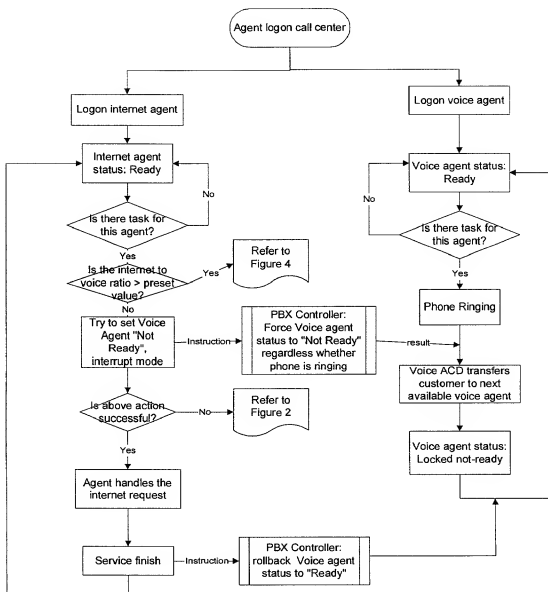 Agent logon call center
Logon internet agent
Logon voice agent
Internet agent
status: Ready
Voice agent status:
Ready
No
No
Is there task for
this agent?
Is there task for
this agent?
Yes
Yes
Is the internet to
voice ratio > preset
value?
Yes
Refer to
Figure 4
No
Phone Ringing
Try to set Voice
Agent "Not
Ready",
interrupt mode
Instruction
PBX Controller:
Force Voice agent
status to "Not Ready"
regardless whether
phone is ringing
result
Voice ACD transfers
customer to next
available voice agent
Is above action
successful?
No
Refer to
Figure 2
Voice agent status:
Locked not-ready
Yes
Agent handles the
internet request
Service finish
Instruction
PBX Controller:
rollback Voice agent
status to "Ready"